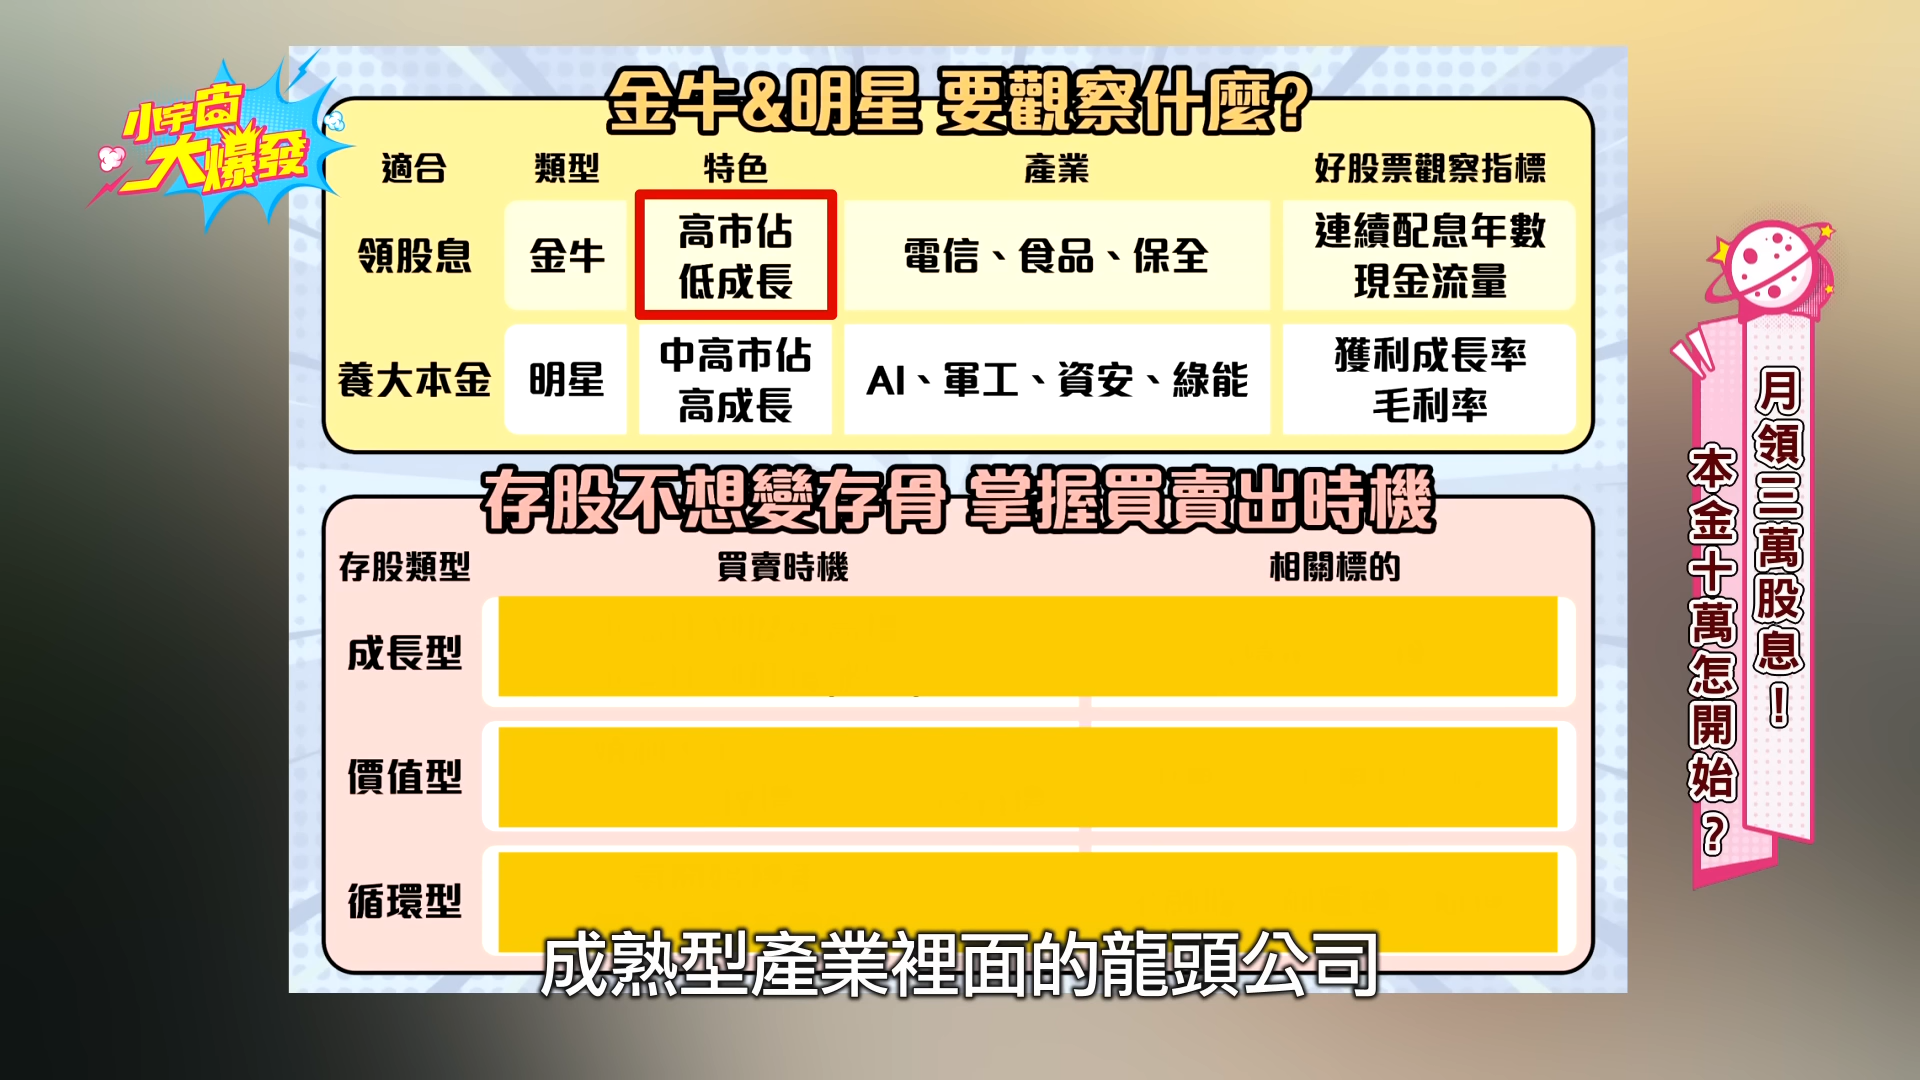 小宇宙
大爆發
金牛&明星 要觀察什麼?
適合 類型 特色 產業 好股票觀察指標
領股息 金牛 高市佔 低成長 電信、食品、保全 連續配息年數 現金流量
養大本金 明星 中高市佔 高成長 AI、軍工、資安、綠能 獲利成長率 毛利率
存股不想變存骨 掌握買賣出時機
存股類型 買賣時機 相關標的
成長型
價值型
循環型
成熟型產業裡面的龍頭公司
月領三萬股息！
本金十萬怎開始？